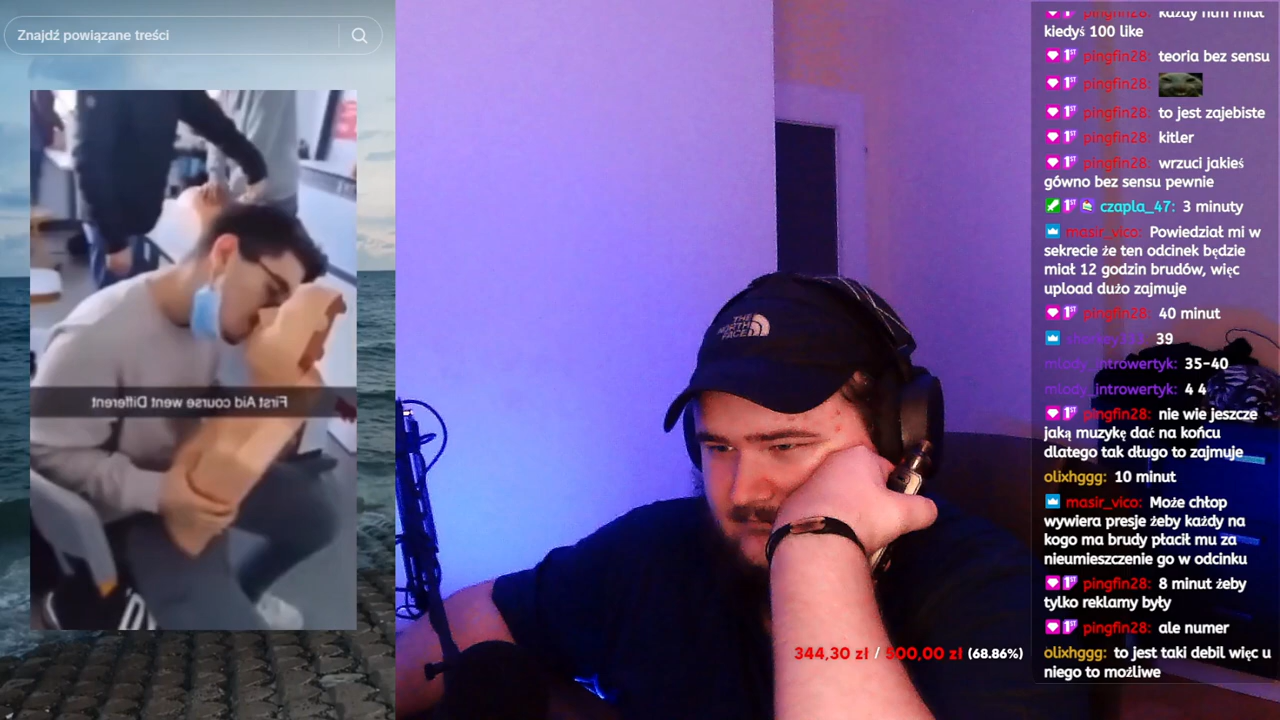 Znajdź powiązane treści
First Aid course went Different
THE
NORTH
FACE
344,30 zł / 500,00 zł (68.86%)
pingfin28: każdy film miał
kiedyś 100 like
pingfin28: teoria bez sensu
pingfin28:
pingfin28: to jest zajebiste
pingfin28: kitler
pingfin28: wrzuci jakieś
gówno bez sensu pewnie
czapla_47: 3 minuty
masir_vico: Powiedział mi w
sekrecie że ten odcinek będzie
miał 12 godzin brudów, więc
upload dużo zajmuje
pingfin28: 40 minut
39
mlody_introwertyk: 35-40
mlody_introwertyk: 4 4
pingfin28: nie wie jeszcze
jaką muzykę dać na końcu
dlatego tak długo to zajmuje
olixhggg: 10 minut
masir_vico: Może chłop
wywiera presje żeby każdy na
kogo ma brudy płacił mu za
nieumieszczenie go w odcinku
pingfin28: 8 minut żeby
tylko reklamy były
pingfin28: ale numer
olixhggg: to jest taki debil więc u
niego to możliwe